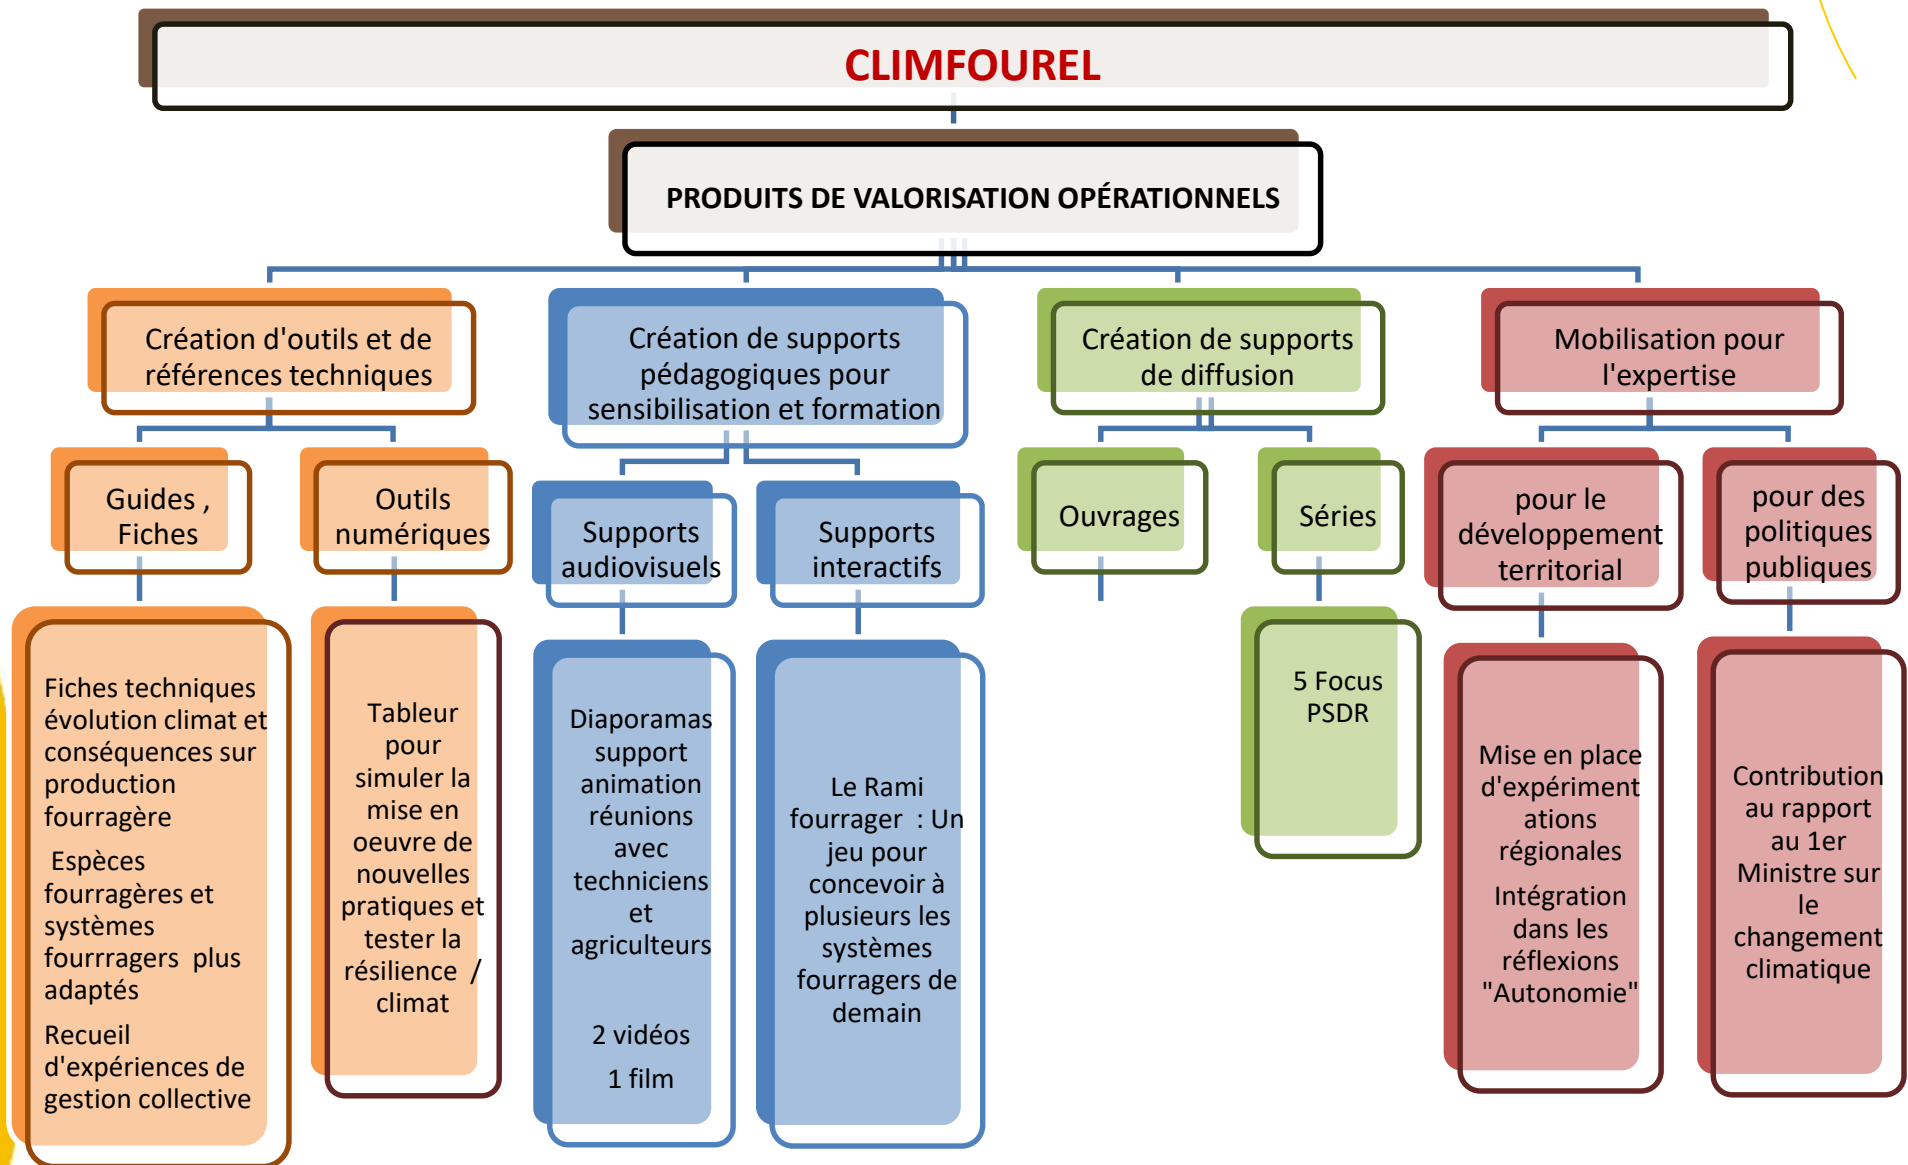 CLIMFOUREL
PRODUITS DE VALORISATION OPÉRATIONNELS
Création d'outils et de
références techniques
Guides ,
Fiches
Fiches techniques
évolution climat et
conséquences sur
production
fourragère
Espèces
fourragères et
systèmes
fourrragers plus
adaptés
Recueil
d'expériences de
gestion collective
Outils
numériques
Tableur
pour
simuler la
mise en
oeuvre de
nouvelles
pratiques et
tester la
résilience /
climat
Création de supports
pédagogiques pour
sensibilisation et formation
Supports
audiovisuels
Diaporamas
support
animation
réunions
avec
techniciens
et
agriculteurs
2 vidéos
1 film
Supports
interactifs
Le Rami
fourrager : Un
jeu pour
concevoir à
plusieurs les
systèmes
fourragers de
demain
Création de supports
de diffusion
Ouvrages
Séries
5 Focus
PSDR
Mobilisation pour
l'expertise
pour le
développement
territorial
Mise en place
d'expériment
ations
régionales
Intégration
dans les
réflexions
"Autonomie"
pour des
politiques
publiques
Contribution
au rapport
au 1er
Ministre sur
le
changement
climatique